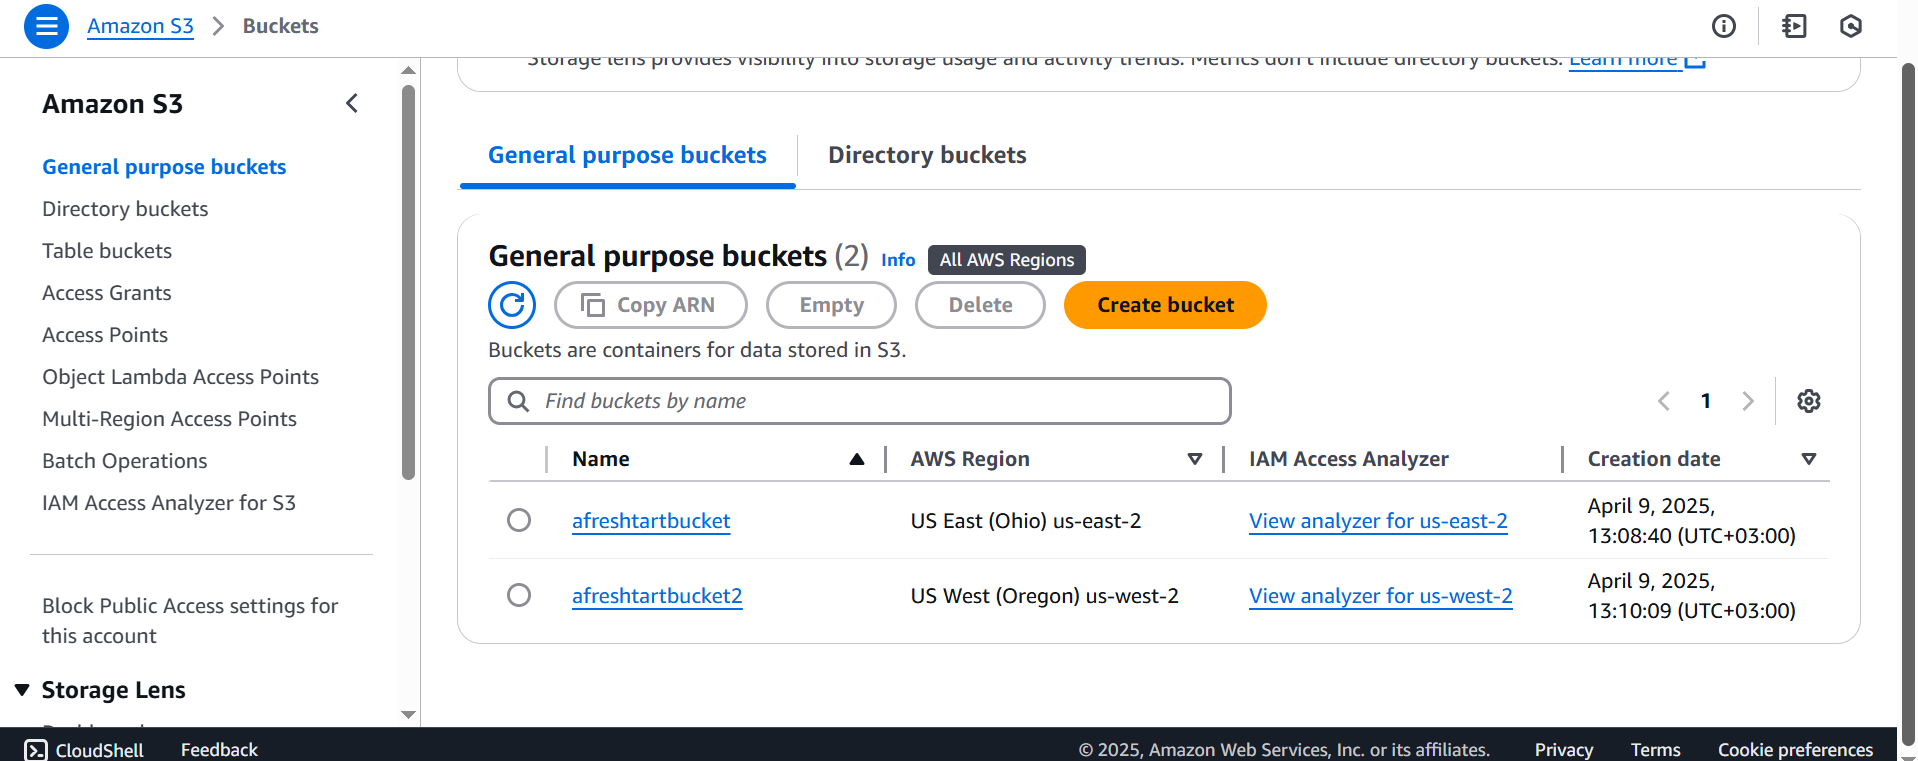 Amazon S3 > Buckets
Storage lens provides visibility into storage usage and activity trends. Metrics don't include directory buckets. Learn more
Amazon S3
General purpose buckets
Directory buckets
Table buckets
Access Grants
Access Points
Object Lambda Access Points
Multi-Region Access Points
Batch Operations
IAM Access Analyzer for S3
Block Public Access settings for
this account
Storage Lens
General purpose buckets Directory buckets
General purpose buckets (2) Info All AWS Regions
Copy ARN Empty Delete Create bucket
Buckets are containers for data stored in S3.
Find buckets by name 1
Name AWS Region IAM Access Analyzer Creation date
afreshtartbucket US East (Ohio) us-east-2 View analyzer for us-east-2 April 9, 2025,
13:08:40 (UTC+03:00)
afreshtartbucket2 US West (Oregon) us-west-2 View analyzer for us-west-2 April 9, 2025,
13:10:09 (UTC+03:00)
CloudShell Feedback © 2025, Amazon Web Services, Inc. or its affiliates. Privacy Terms Cookie preferences